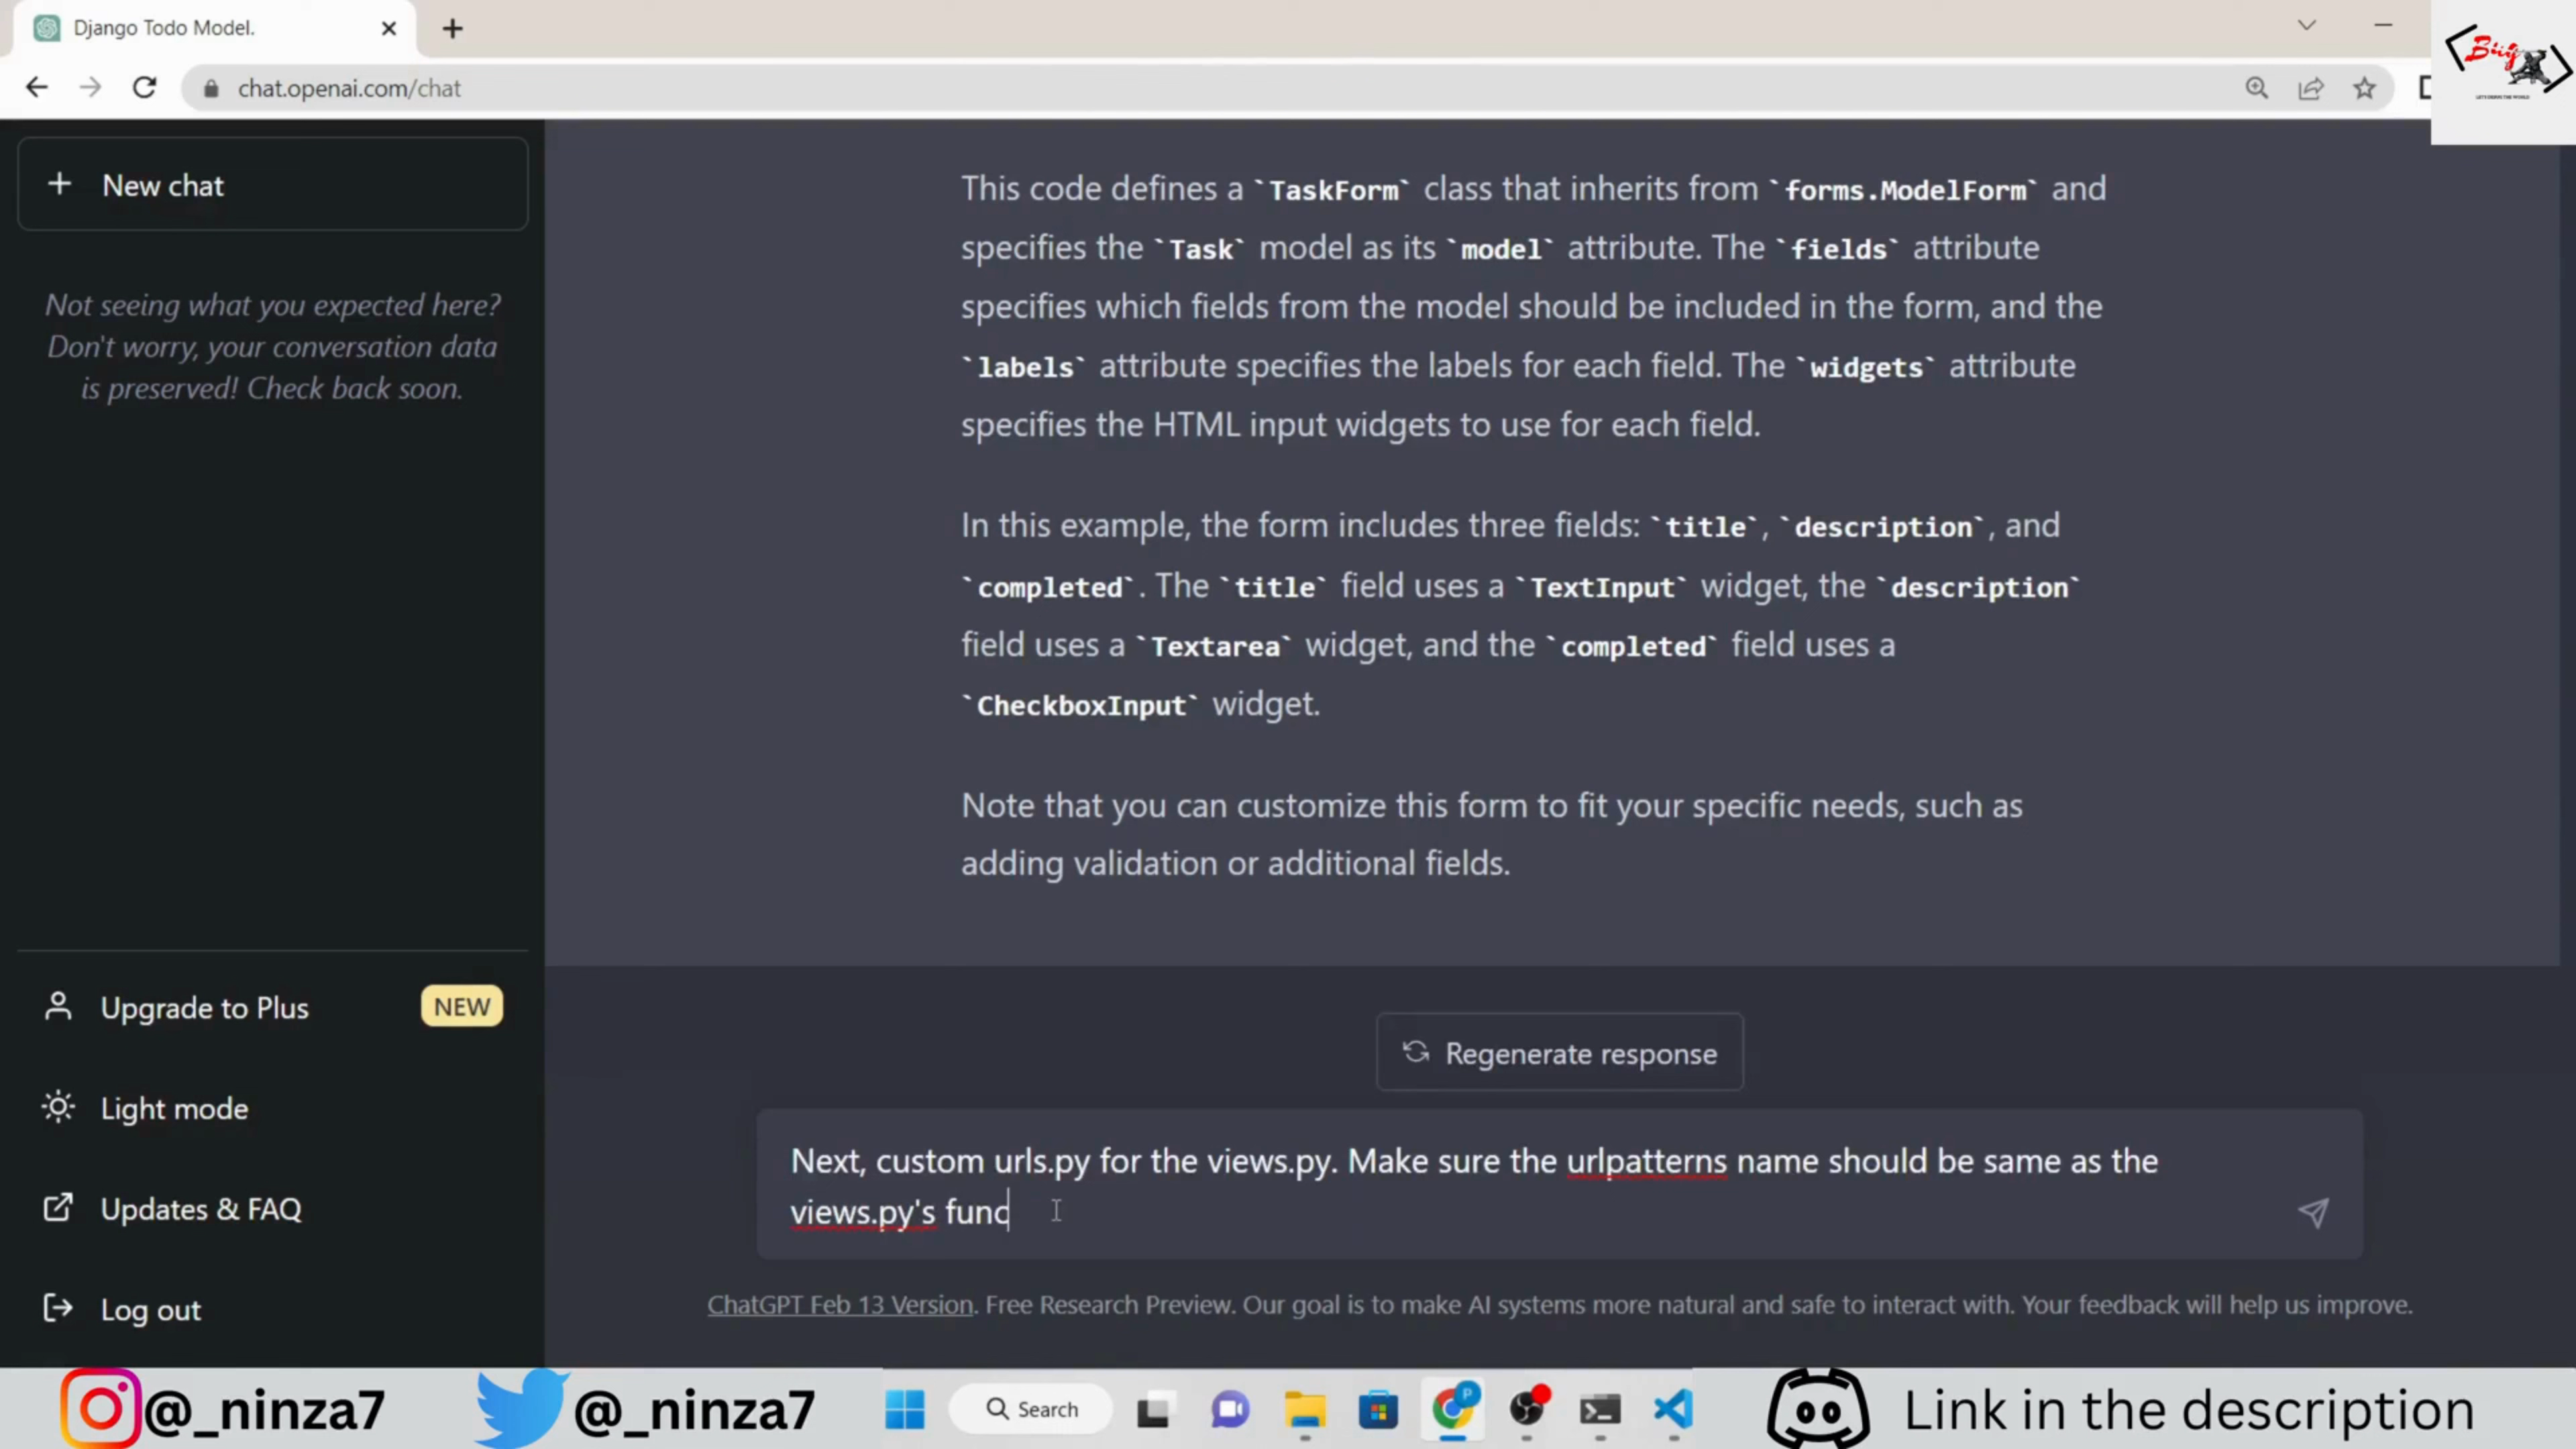 Django Todo Model.
chat.openai.com/chat
Bug
New chat
Not seeing what you expected here?
Don't worry, your conversation data
is preserved! Check back soon.
This code defines a `TaskForm` class that inherits from `forms.ModelForm` and
specifies the `Task` model as its `model` attribute. The `fields` attribute
specifies which fields from the model should be included in the form, and the
`labels` attribute specifies the labels for each field. The `widgets` attribute
specifies the HTML input widgets to use for each field.
In this example, the form includes three fields: `title`, `description`, and
`completed`. The `title` field uses a `TextInput` widget, the `description`
field uses a `Textarea` widget, and the `completed` field uses a
`CheckboxInput` widget.
Note that you can customize this form to fit your specific needs, such as
adding validation or additional fields.
Upgrade to Plus NEW
Light mode
Updates & FAQ
Log out
Regenerate response
Next, custom urls.py for the views.py. Make sure the urlpatterns name should be same as the
views.py's func
ChatGPT Feb 13 Version. Free Research Preview. Our goal is to make AI systems more natural and safe to interact with. Your feedback will help us improve.
@_ninza7 @_ninza7 Search P Link in the description